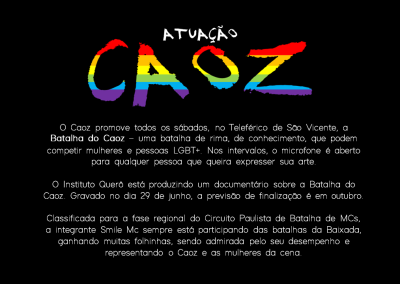 ATUAÇÃO
CAOZ
O Caoz promove todos os sábados, no Teleférico de São Vicente, a
Batalha do Caoz – uma batalha de rima, de conhecimento, que podem
competir mulheres e pessoas LGBT+. Nos intervalos, o microfone é aberto
para qualquer pessoa que queira expressar sua arte.
O Instituto Querô está produzindo um documentário sobre a Batalha do
Caoz. Gravado no dia 29 de junho, a previsão de finalização é em outubro.
Classificada para a fase regional do Circuito Paulista de Batalha de MCs,
a integrante Smile Mc sempre está participando das batalhas da Baixada,
ganhando muitas folhinhas, sendo admirada pelo seu desempenho e
representando o Caoz e as mulheres da cena.